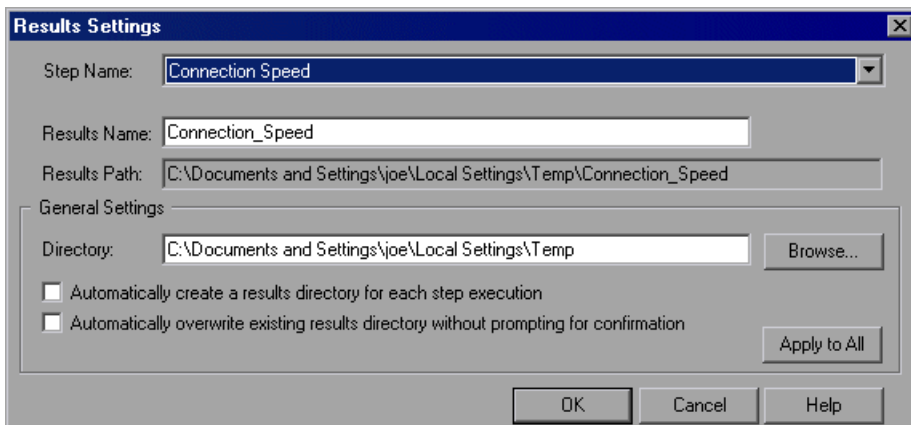 Results Settings
Step Name: Connection Speed
Results Name: Connection_Speed
Results Path: C:\Documents and Settings\joe\Local Settings\Temp\Connection_Speed
General Settings
Directory: C:\Documents and Settings\joe\Local Settings\Temp Browse...
Automatically create a results directory for each step execution
Automatically overwrite existing results directory without prompting for confirmation
Apply to All
OK Cancel Help